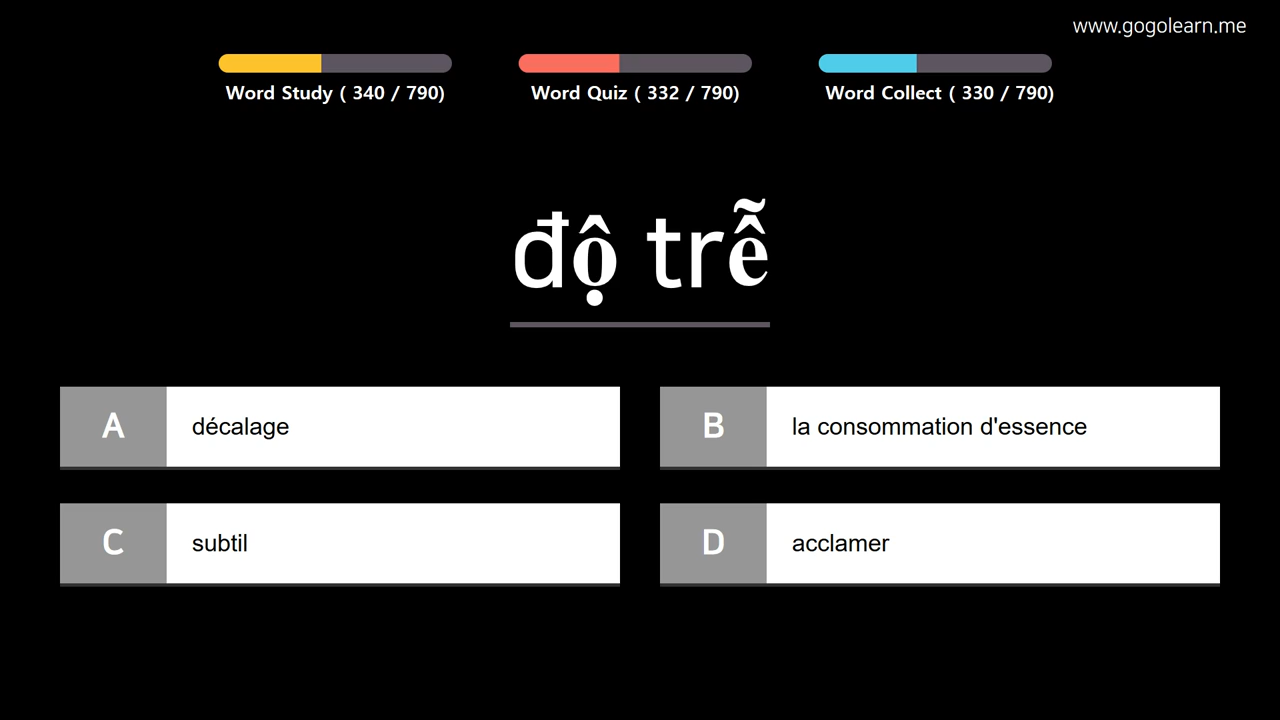 www.gogolearn.me
Word Study ( 340 / 790)
Word Quiz ( 332 / 790)
Word Collect ( 330 / 790)
độ trễ
A
décalage
B
la consommation d'essence
C
subtil
D
acclamer